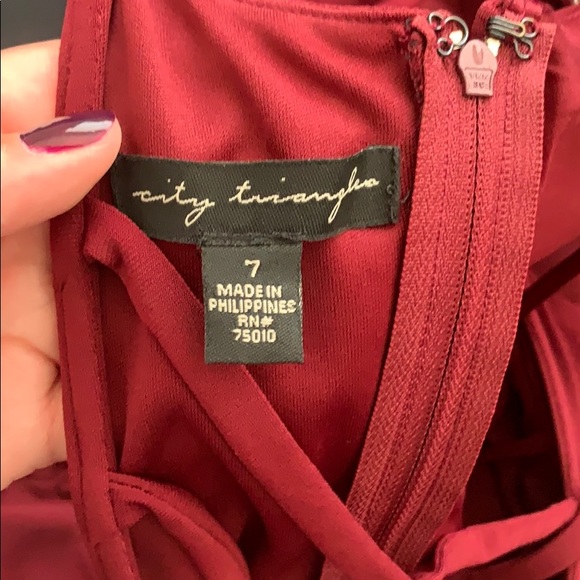 city triangles
7
MADE IN
PHILIPPINES
RN#
75010